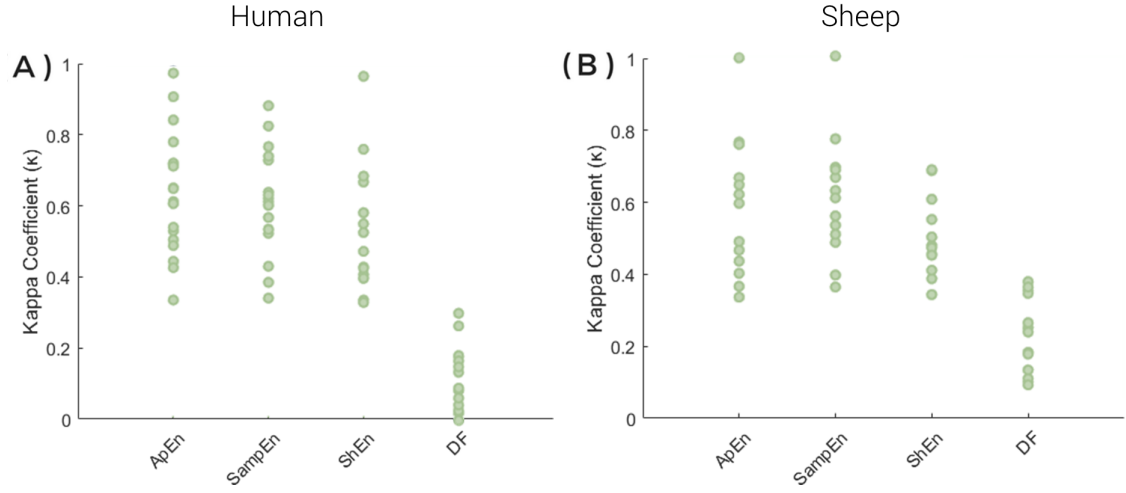 Human
Sheep
A )
( B )
Kappa Coefficient (κ)
1
0.8
0.6
0.4
0.2
0
ApEn
SampEn
ShEn
DF
Kappa Coefficient (κ)
1
0.8
0.6
0.4
0.2
0
ApEn
SampEn
ShEn
DF